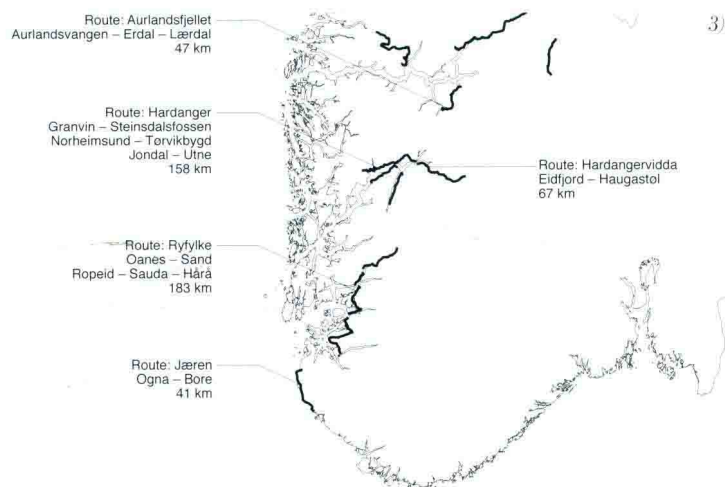 Route: Aurlandsfjellet
Aurlandsvangen – Erdal – Lærdal
47 km
3)
Route: Hardanger
Granvin – Steinsdalsfossen
Norheimsund – Tørvikbygd
Jondal – Utne
158 km
Route: Hardangervidda
Eidfjord – Haugastøl
67 km
Route: Ryfylke
Oanes – Sand
Ropeid – Sauda – Hårå
183 km
Route: Jæren
Ogna – Bore
41 km